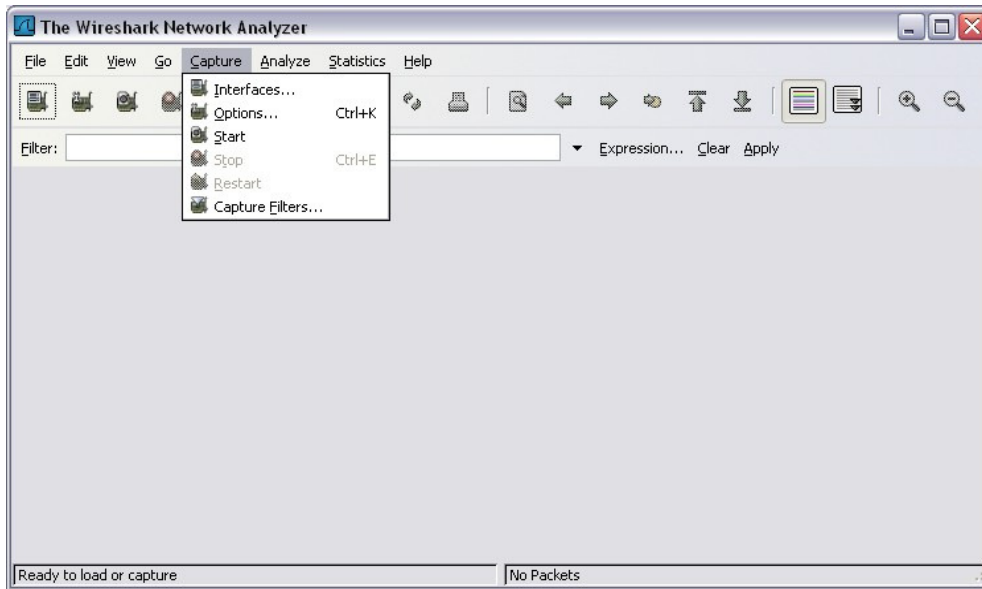 The Wireshark Network Analyzer
File Edit View Go Capture Analyze Statistics Help
Interfaces...
Options... Ctrl+K
Start
Stop Ctrl+E
Restart
Capture Filters...
Filter: Expression... Clear Apply
Ready to load or capture No Packets